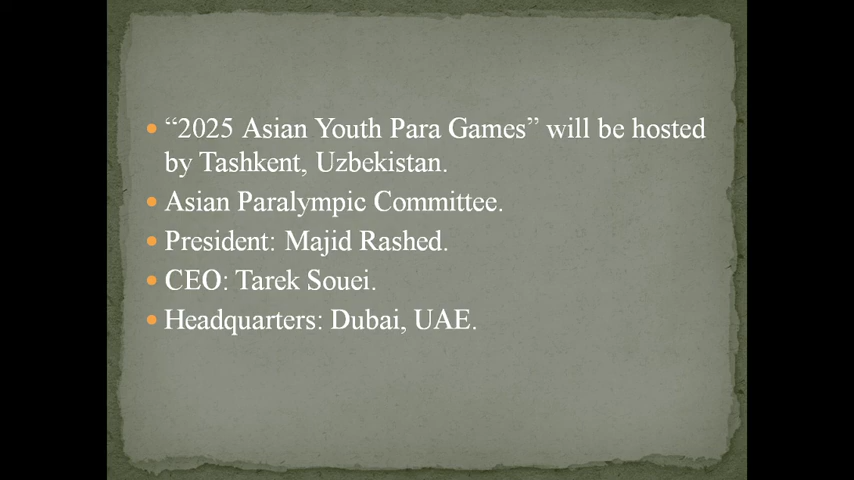 • “2025 Asian Youth Para Games” will be hosted
by Tashkent, Uzbekistan.
• Asian Paralympic Committee.
• President: Majid Rashed.
• CEO: Tarek Souei.
• Headquarters: Dubai, UAE.